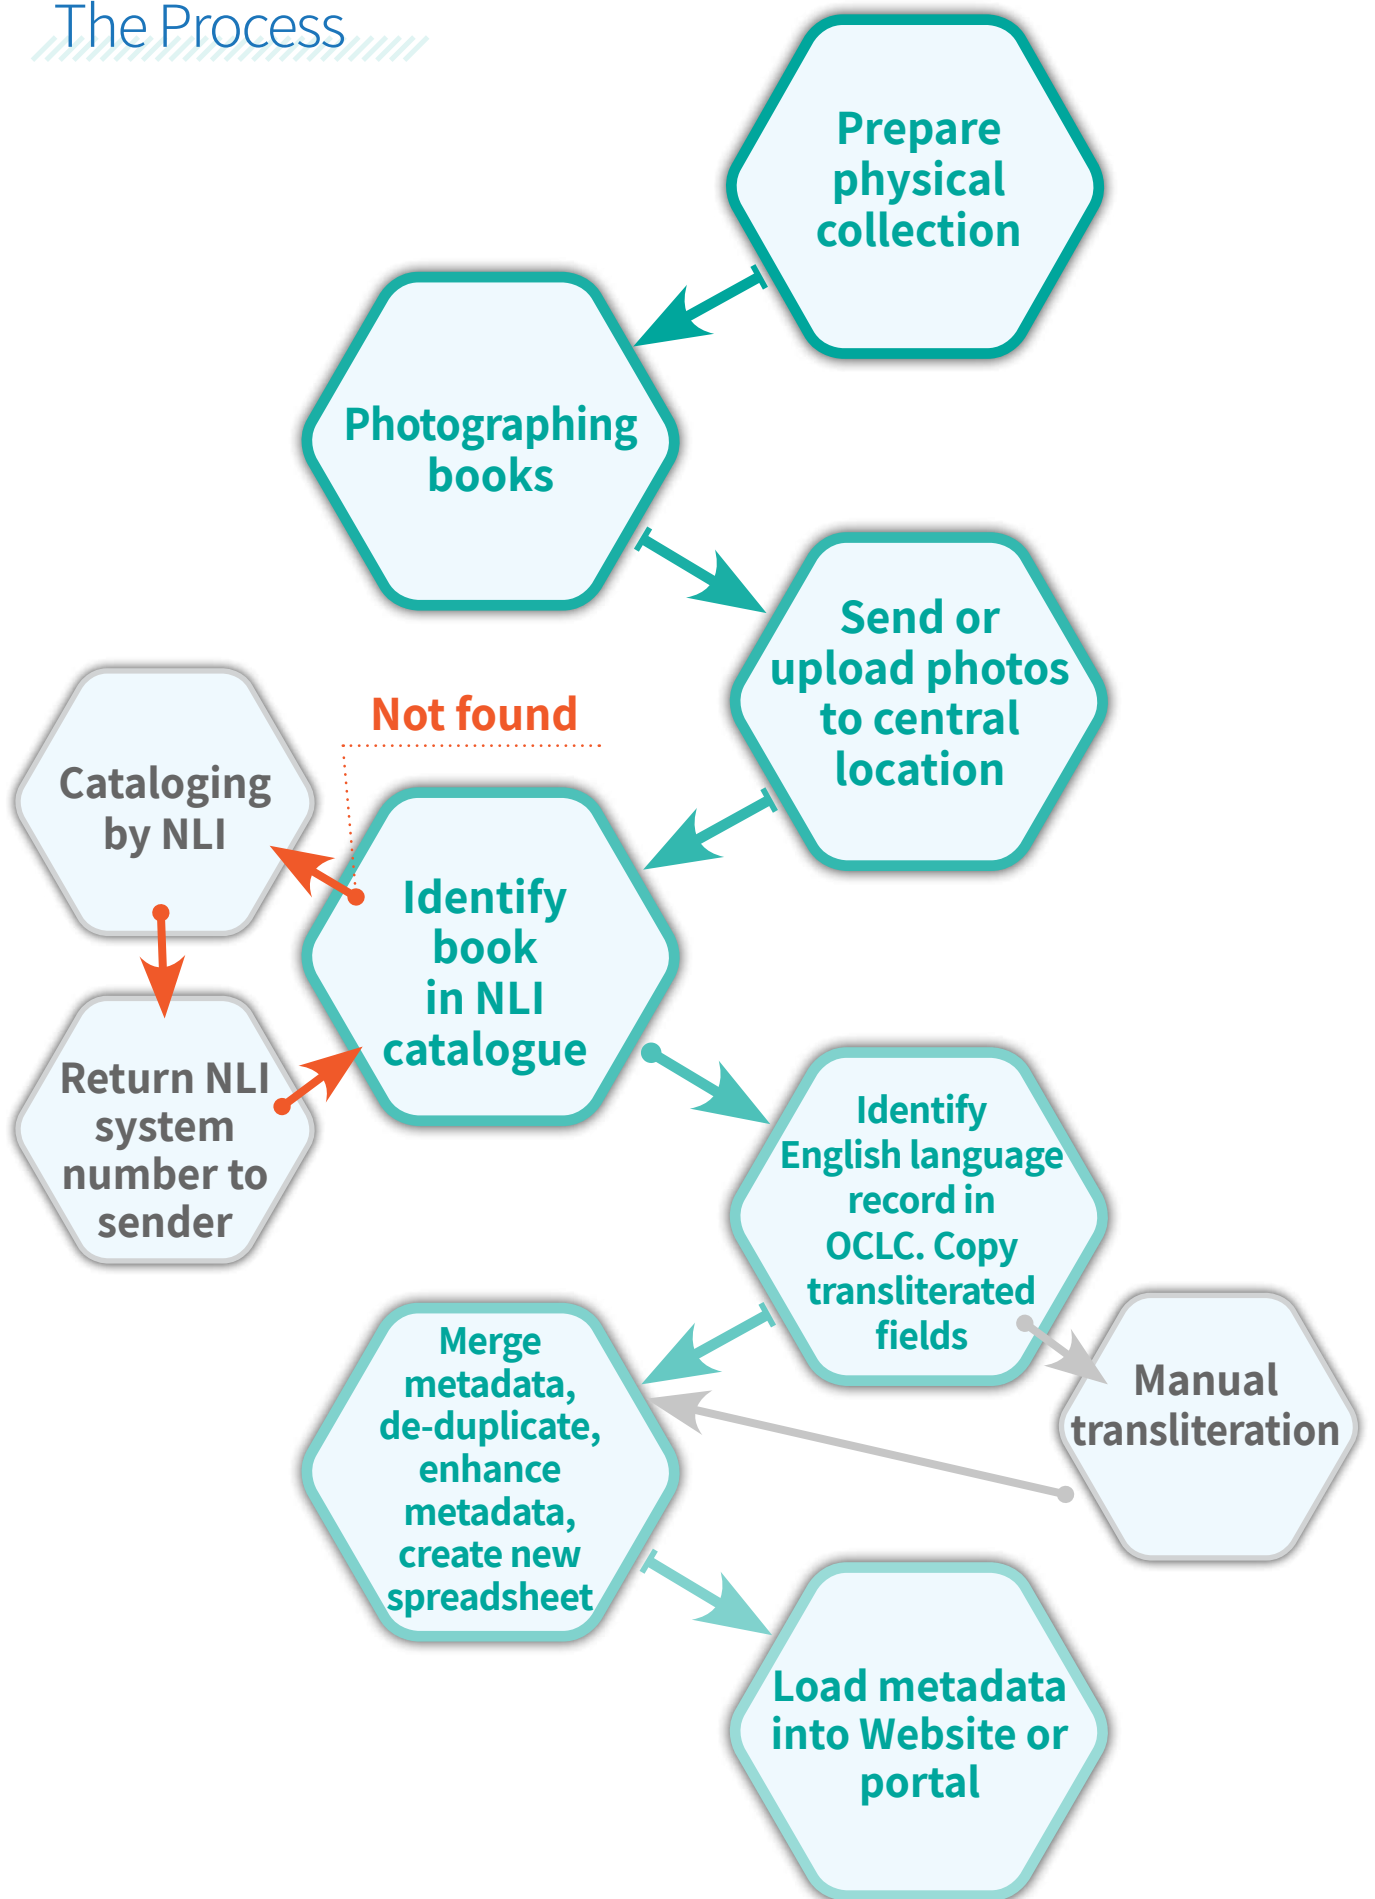 The Process
Prepare
physical
collection
Photographing
books
Send or
upload photos
to central
location
Not found
Cataloging
by NLI
Identify
book
in NLI
catalogue
Return NLI
system
number to
sender
Identify
English language
record in
OCLC. Copy
transliterated
fields
Manual
transliteration
Merge
metadata,
de-duplicate,
enhance
metadata,
create new
spreadsheet
Load metadata
into Website or
portal